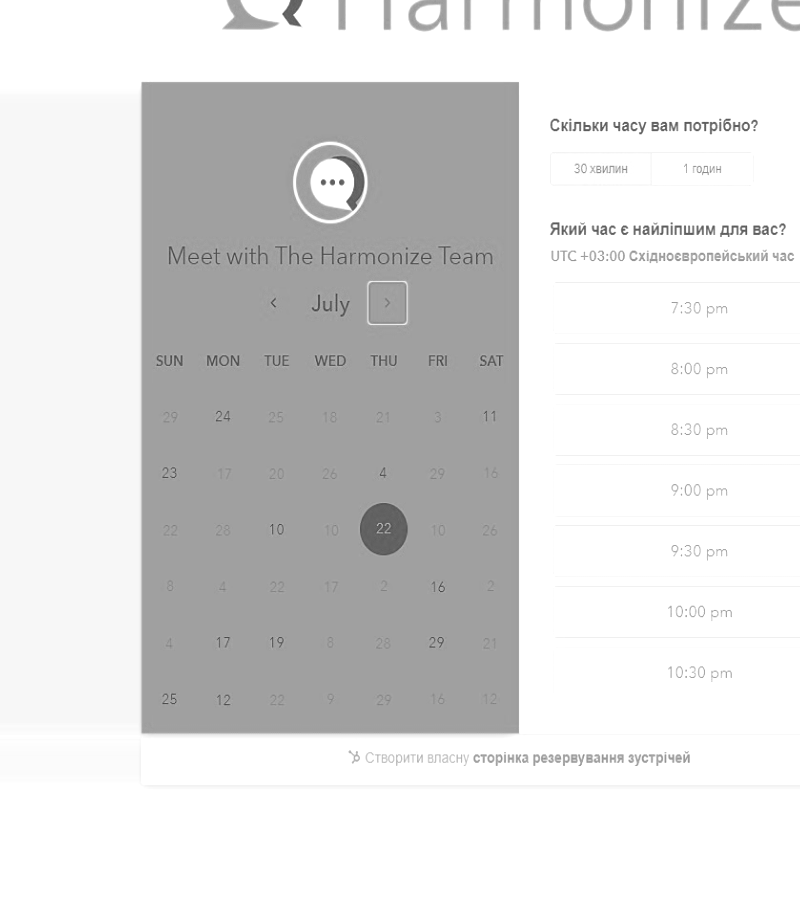 Harmonize
Meet with The Harmonize Team
July
SUN MON TUE WED THU FRI SAT
29 24 25 18 21 3 11
23 17 20 26 4 29 16
22 28 10 10 22 10 26
8 4 22 17 2 16 2
4 17 19 8 28 29 21
25 12 22 9 29 16 12
Скільки часу вам потрібно?
30 хвилин 1 годин
Який час є найліпшим для вас?
UTC +03:00 Східноєвропейський час
7:30 pm
8:00 pm
8:30 pm
9:00 pm
9:30 pm
10:00 pm
10:30 pm
Створити власну сторінка резервування зустрічей